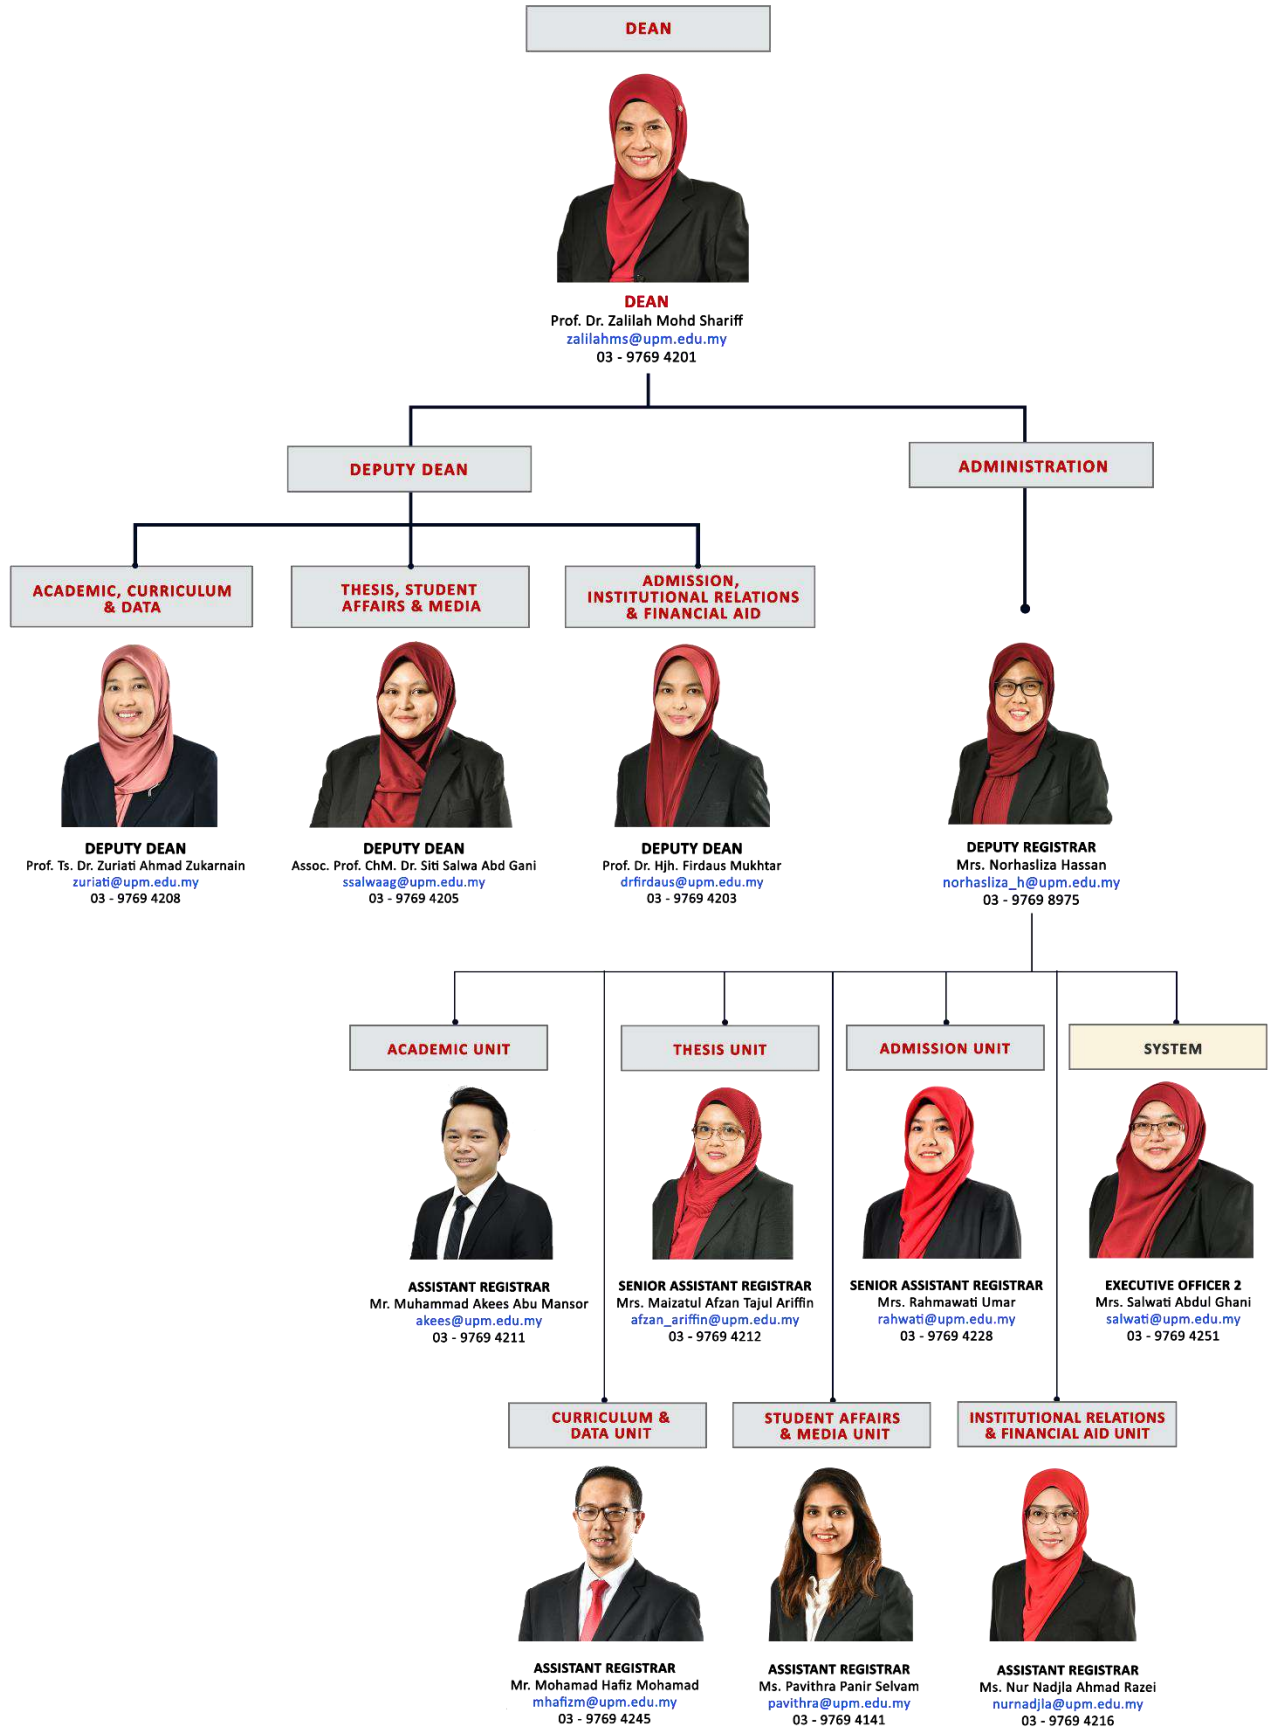 DEAN
DEAN
Prof. Dr. Zalilah Mohd Shariff
zalilahms@upm.edu.my
03 - 9769 4201
DEPUTY DEAN
ADMINISTRATION
ACADEMIC, CURRICULUM
& DATA
THESIS, STUDENT
AFFAIRS & MEDIA
ADMISSION,
INSTITUTIONAL RELATIONS
& FINANCIAL AID
DEPUTY DEAN
Prof. Ts. Dr. Zuriati Ahmad Zukarnain
zuriati@upm.edu.my
03 - 9769 4208
DEPUTY DEAN
Assoc. Prof. ChM. Dr. Siti Salwa Abd Gani
ssalwaag@upm.edu.my
03 - 9769 4205
DEPUTY DEAN
Prof. Dr. Hjh. Firdaus Mukhtar
drfirdaus@upm.edu.my
03 - 9769 4203
DEPUTY REGISTRAR
Mrs. Norhasliza Hassan
norhasliza_h@upm.edu.my
03 - 9769 8975
ACADEMIC UNIT
THESIS UNIT
ADMISSION UNIT
SYSTEM
ASSISTANT REGISTRAR
Mr. Muhammad Akees Abu Mansor
akees@upm.edu.my
03 - 9769 4211
SENIOR ASSISTANT REGISTRAR
Mrs. Maizatul Afzan Tajul Ariffin
afzan_ariffin@upm.edu.my
03 - 9769 4212
SENIOR ASSISTANT REGISTRAR
Mrs. Rahmawati Umar
rahwati@upm.edu.my
03 - 9769 4228
EXECUTIVE OFFICER 2
Mrs. Salwati Abdul Ghani
salwati@upm.edu.my
03 - 9769 4251
CURRICULUM &
DATA UNIT
STUDENT AFFAIRS
& MEDIA UNIT
INSTITUTIONAL RELATIONS
& FINANCIAL AID UNIT
ASSISTANT REGISTRAR
Mr. Mohamad Hafiz Mohamad
mhafizm@upm.edu.my
03 - 9769 4245
ASSISTANT REGISTRAR
Ms. Pavithra Panir Selvam
pavithra@upm.edu.my
03 - 9769 4141
ASSISTANT REGISTRAR
Ms. Nur Nadjla Ahmad Razei
nurnadjla@upm.edu.my
03 - 9769 4216